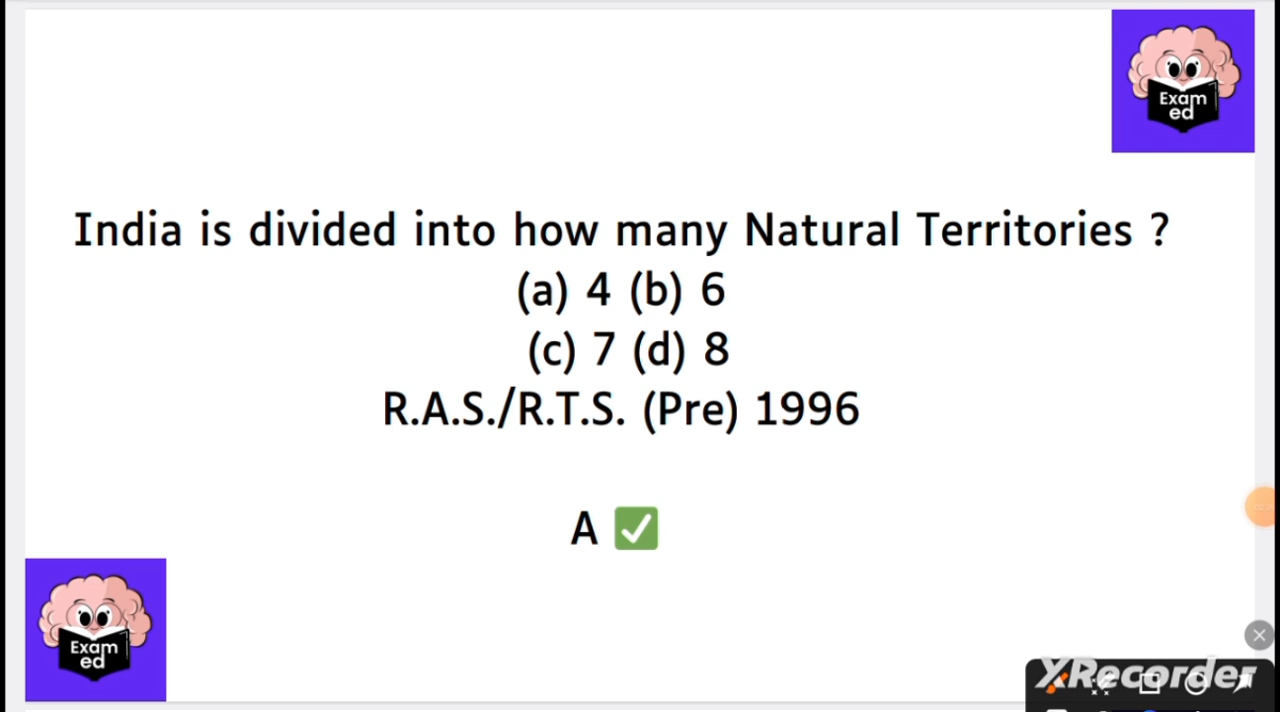 Exam
ed
India is divided into how many Natural Territories ?
(a) 4 (b) 6
(c) 7 (d) 8
R.A.S./R.T.S. (Pre) 1996
A ✅
Exam
ed
XRecorder